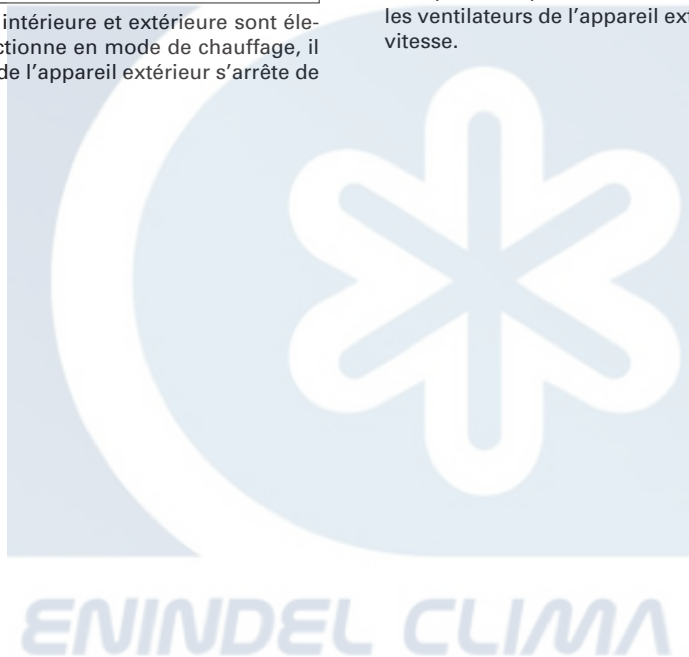 intérieure et extérieure sont éle-
ctionne en mode de chauffage, il
de l'appareil extérieur s'arrête de
les ventilateurs de l'appareil ext
vitesse.
ENINDEL CLIMA